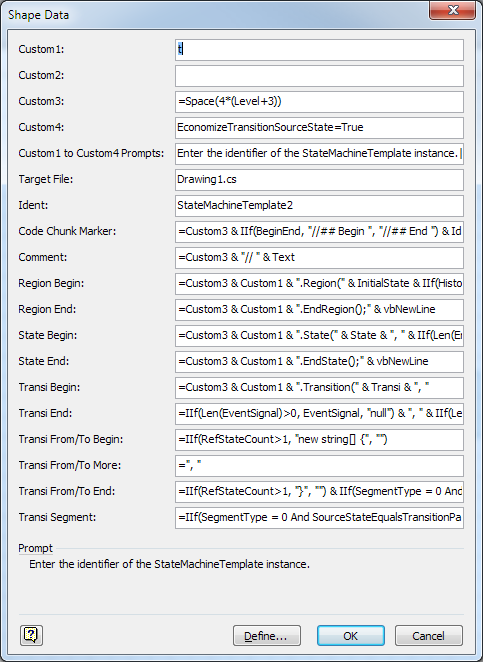 Shape Data
Custom1: t
Custom2:
Custom3: =Space(4*(Level+3))
Custom4: EconomizeTransitionSourceState=True
Custom1 to Custom4 Prompts: Enter the identifier of the StateMachineTemplate instance.
Target File: Drawing1.cs
Ident: StateMachineTemplate2
Code Chunk Marker: =Custom3 & IIf(BeginEnd, "//## Begin ", "//## End ") & Id
Comment: =Custom3 & "// " & Text
Region Begin: =Custom3 & Custom1 & ".Region(" & InitialState & IIf(Histo
Region End: =Custom3 & Custom1 & ".EndRegion();" & vbNewLine
State Begin: =Custom3 & Custom1 & ".State(" & State & ", " & IIf(Len(En
State End: =Custom3 & Custom1 & ".EndState();" & vbNewLine
Transi Begin: =Custom3 & Custom1 & ".Transition(" & Transi & ", "
Transi End: =IIf(Len(EventSignal)>0, EventSignal, "null") & ", " & IIf(Le
Transi From/To Begin: =IIf(RefStateCount>1, "new string[] {", "")
Transi From/To More: =", "
Transi From/To End: =IIf(RefStateCount>1, "}", "") & IIf(SegmentType = 0 And
Transi Segment: =IIf(SegmentType = 0 And SourceStateEqualsTransitionPa
Prompt
Enter the identifier of the StateMachineTemplate instance.
Define... OK Cancel